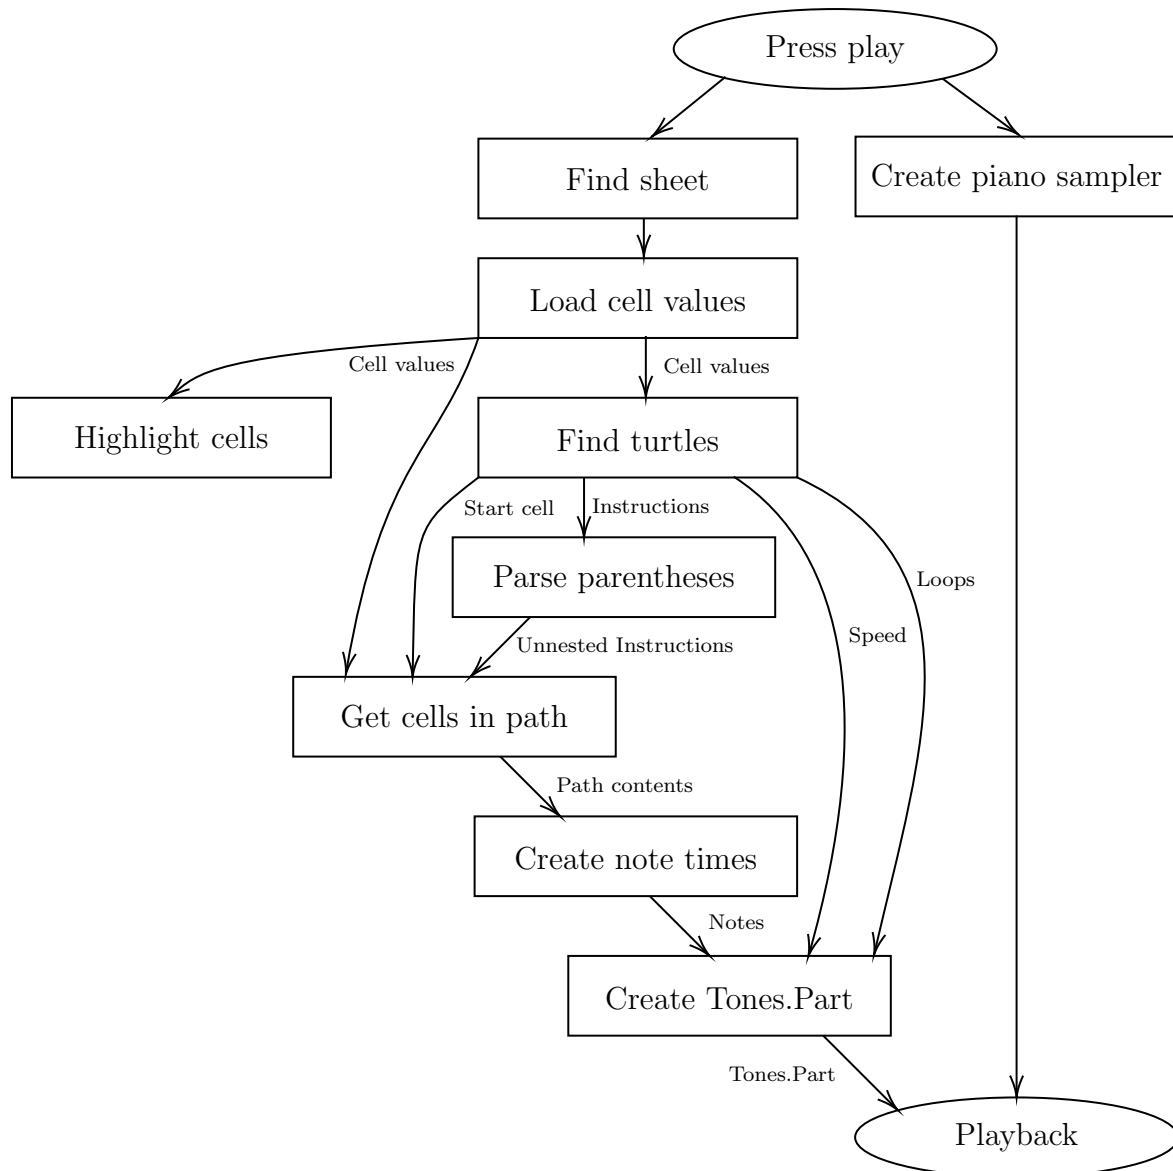 Press play
Find sheet
Create piano sampler
Load cell values
Cell values
Cell values
Highlight cells
Find turtles
Start cell
Instructions
Parse parentheses
Loops
Speed
Unnested Instructions
Get cells in path
Path contents
Create note times
Notes
Create Tones.Part
Tones.Part
Playback